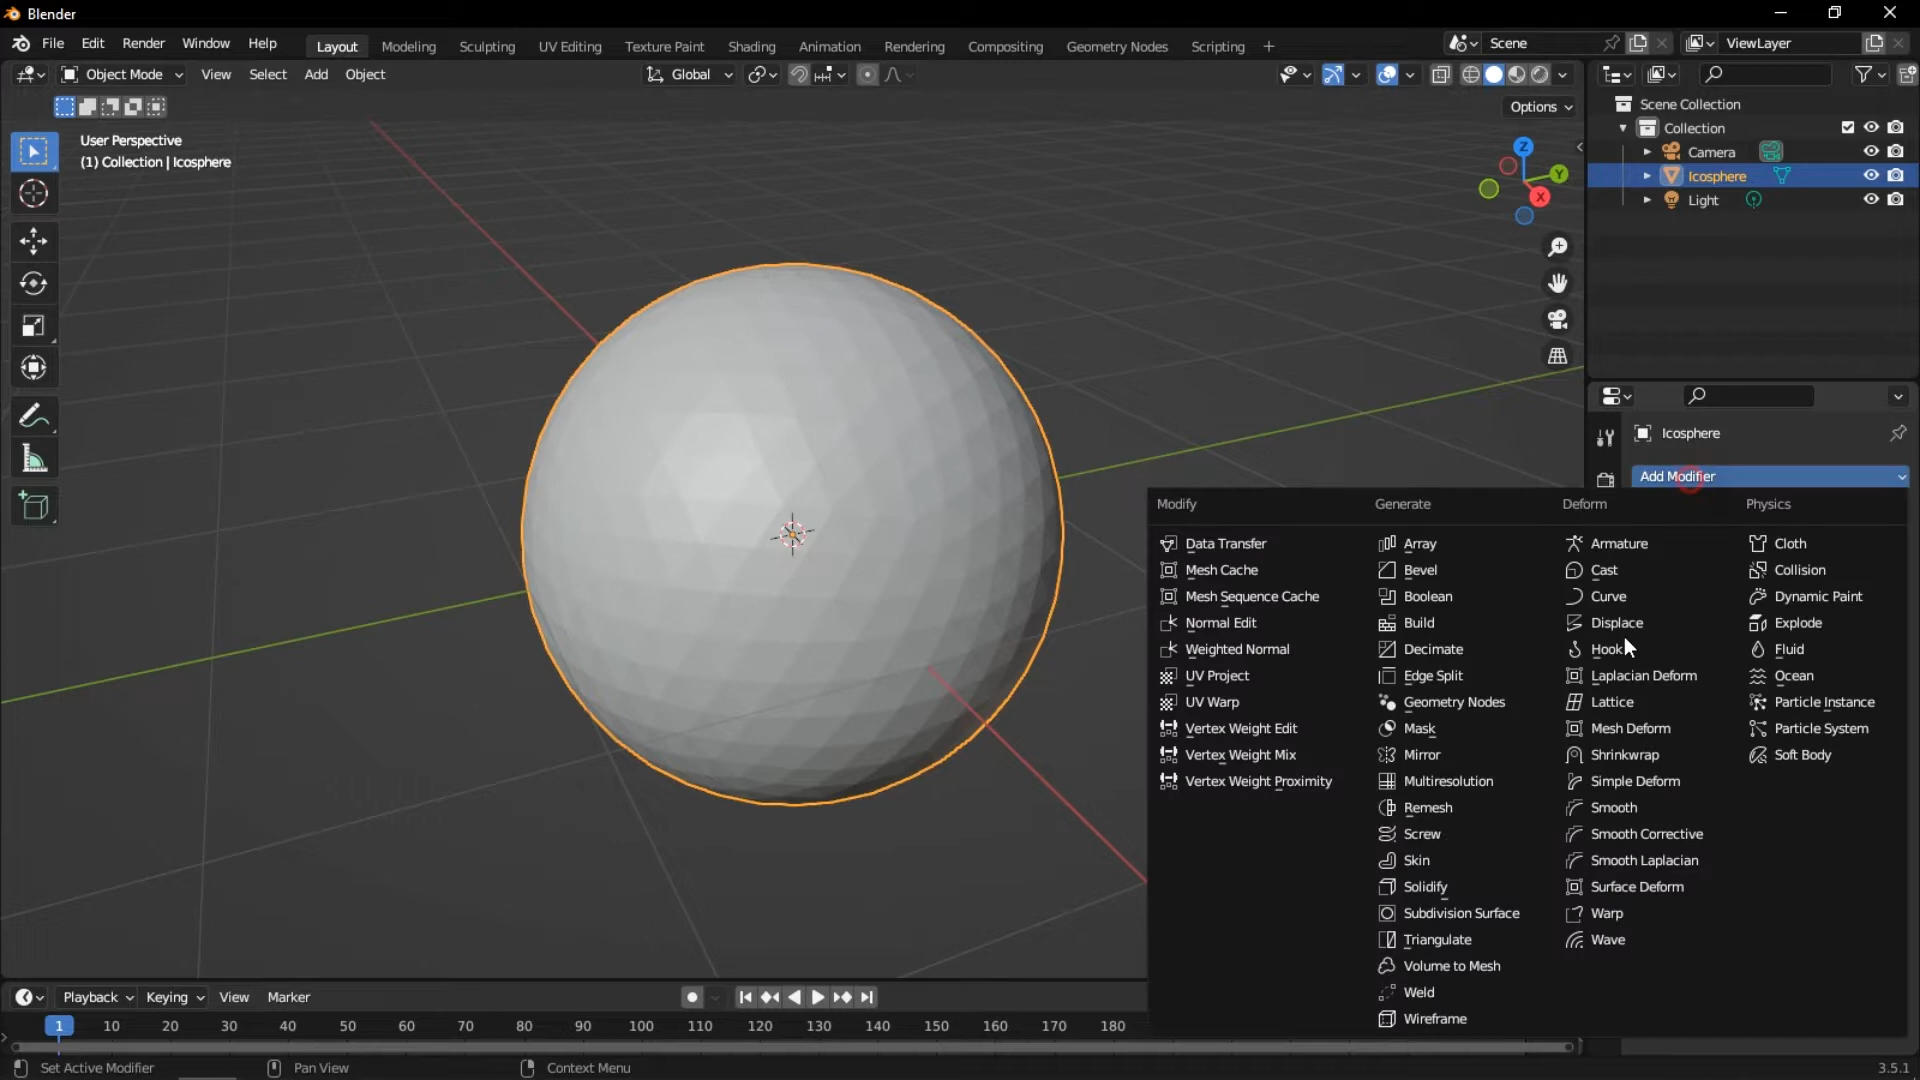 Blender
File Edit Render Window Help Layout Modeling Sculpting UV Editing Texture Paint Shading Animation Rendering Compositing Geometry Nodes Scripting + Scene ViewLayer
Object Mode View Select Add Object Global
Options
User Perspective
(1) Collection | Icosphere
Z
Y
X
Scene Collection
Collection
Camera
Icosphere
Light
Icosphere
Add Modifier
Modify Generate Deform Physics
Data Transfer Array Armature Cloth
Mesh Cache Bevel Cast Collision
Mesh Sequence Cache Boolean Curve Dynamic Paint
Normal Edit Build Displace Explode
Weighted Normal Decimate Hook Fluid
UV Project Edge Split Laplacian Deform Ocean
UV Warp Geometry Nodes Lattice Particle Instance
Vertex Weight Edit Mask Mesh Deform Particle System
Vertex Weight Mix Mirror Shrinkwrap Soft Body
Vertex Weight Proximity Multiresolution Simple Deform
Remesh Smooth
Screw Smooth Corrective
Skin Smooth Laplacian
Solidify Surface Deform
Subdivision Surface Warp
Triangulate Wave
Volume to Mesh
Weld
Wireframe
Playback Keying View Marker
1 10 20 30 40 50 60 70 80 90 100 110 120 130 140 150 160 170 180
Set Active Modifier Pan View Context Menu 3.5.1